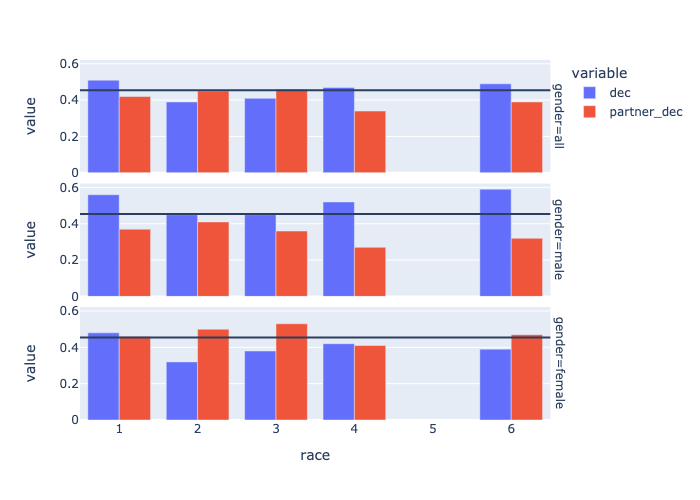 variable
dec
partner_dec
0.6
0.4
0.2
0
value
gender=all
0.6
0.4
0.2
0
value
gender=male
0.6
0.4
0.2
0
value
gender=female
1 2 3 4 5 6
race